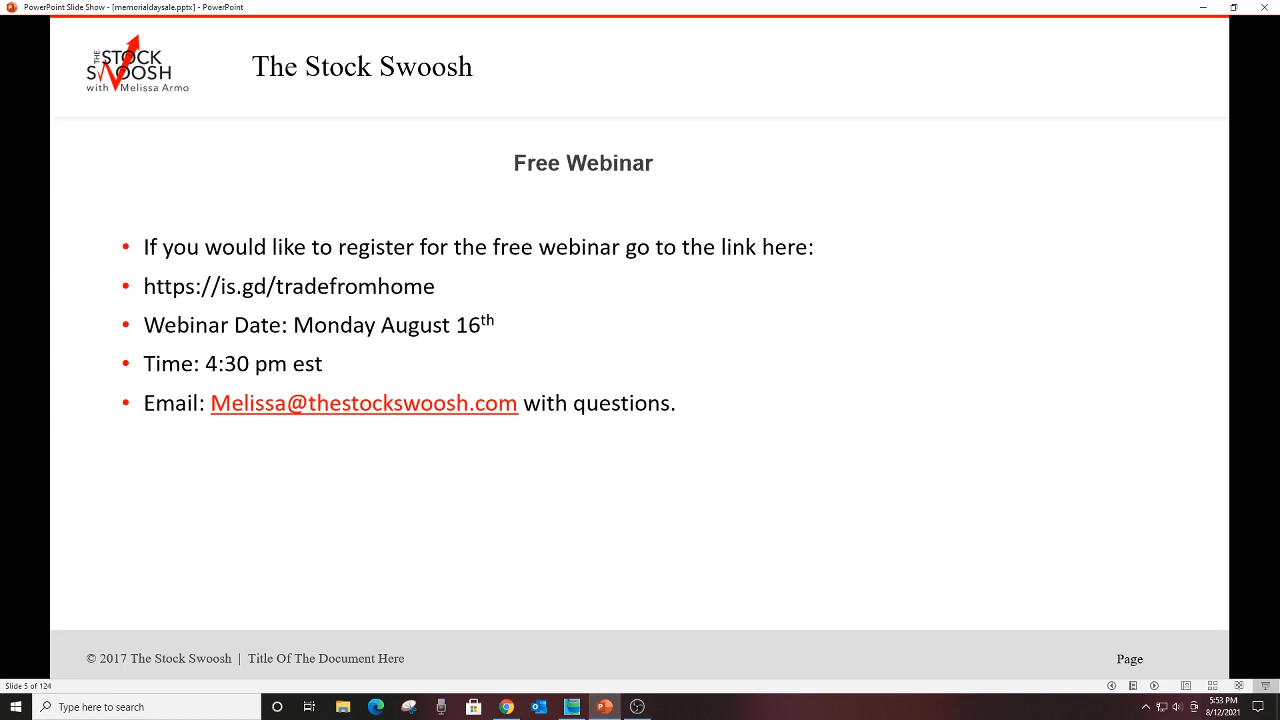 PowerPoint Slide Show - [memorialdaysale.pptx] - PowerPoint
THE STOCK
SWOOSH
with Melissa Armo
The Stock Swoosh
Free Webinar
• If you would like to register for the free webinar go to the link here:
• https://is.gd/tradefromhome
• Webinar Date: Monday August 16th
• Time: 4:30 pm est
• Email: Melissa@thestockswoosh.com with questions.
© 2017 The Stock Swoosh | Title Of The Document Here
Page
Slide 5 of 124
Type here to search
5:53 PM
8/12/2021